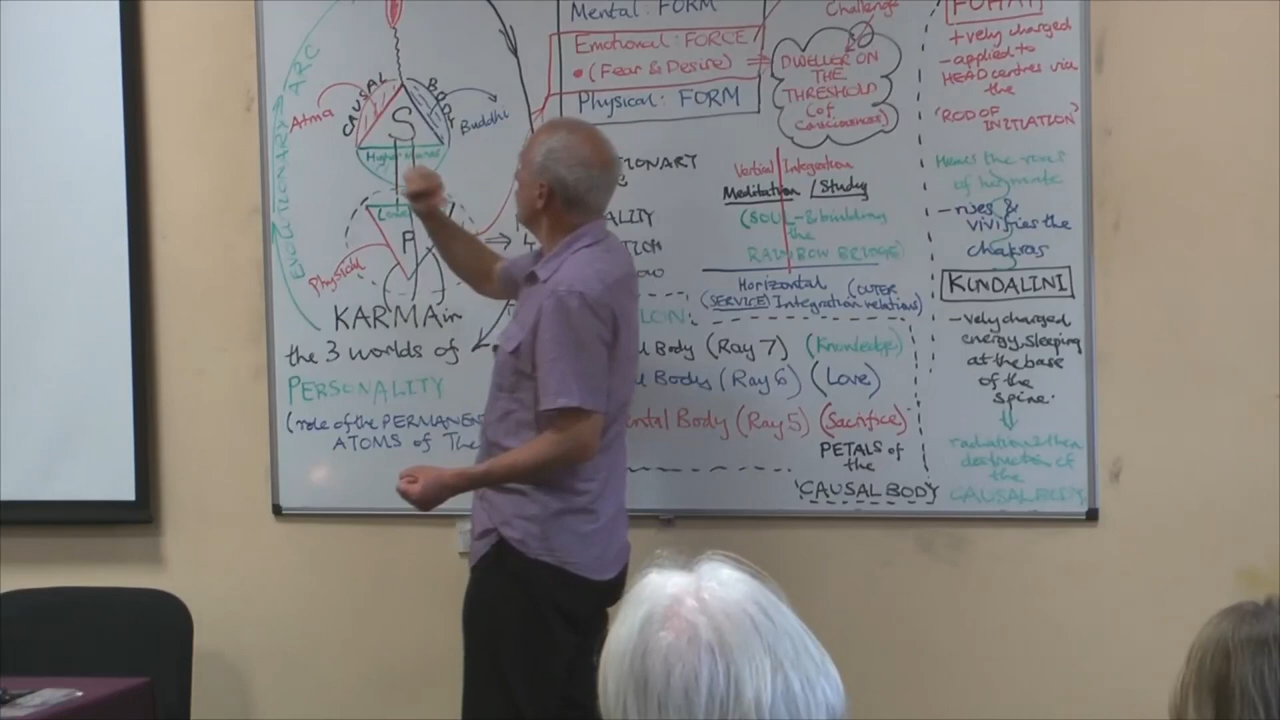 EVOLUTIONARY ARC
Atma
CAUSAL BODY
Buddhi
S
Higher
P
Physical
KARMA in
the 3 worlds of
PERSONALITY
(role of the PERMANENT
ATOMS of The
Mental: FORM
Emotional: FORCE
• (Fear & Desire)
Physical: FORM
Challenge
DWELLER ON
THE
THRESHOLD
(of
Consciousness)
Vertical Integration
Meditation / Study
(SOUL - & building
the
RAINBOW BRIDGE)
Horizontal (OUTER
(SERVICE) Integration relations)
Body (Ray 7) (Knowledge)
Body (Ray 6) (Love)
ental Body (Ray 5) (Sacrifice)
PETALS of
the
CAUSAL BODY
FOHAT
+vely charged
- applied to
HEAD centres via
the
'ROD OF
INITIATION'
- rises &
vivifies the
chakras
KUNDALINI
- vely charged
energy, sleeping
at the base
of the
spine.
radiation & then
destruction of
the
CAUSAL BODY